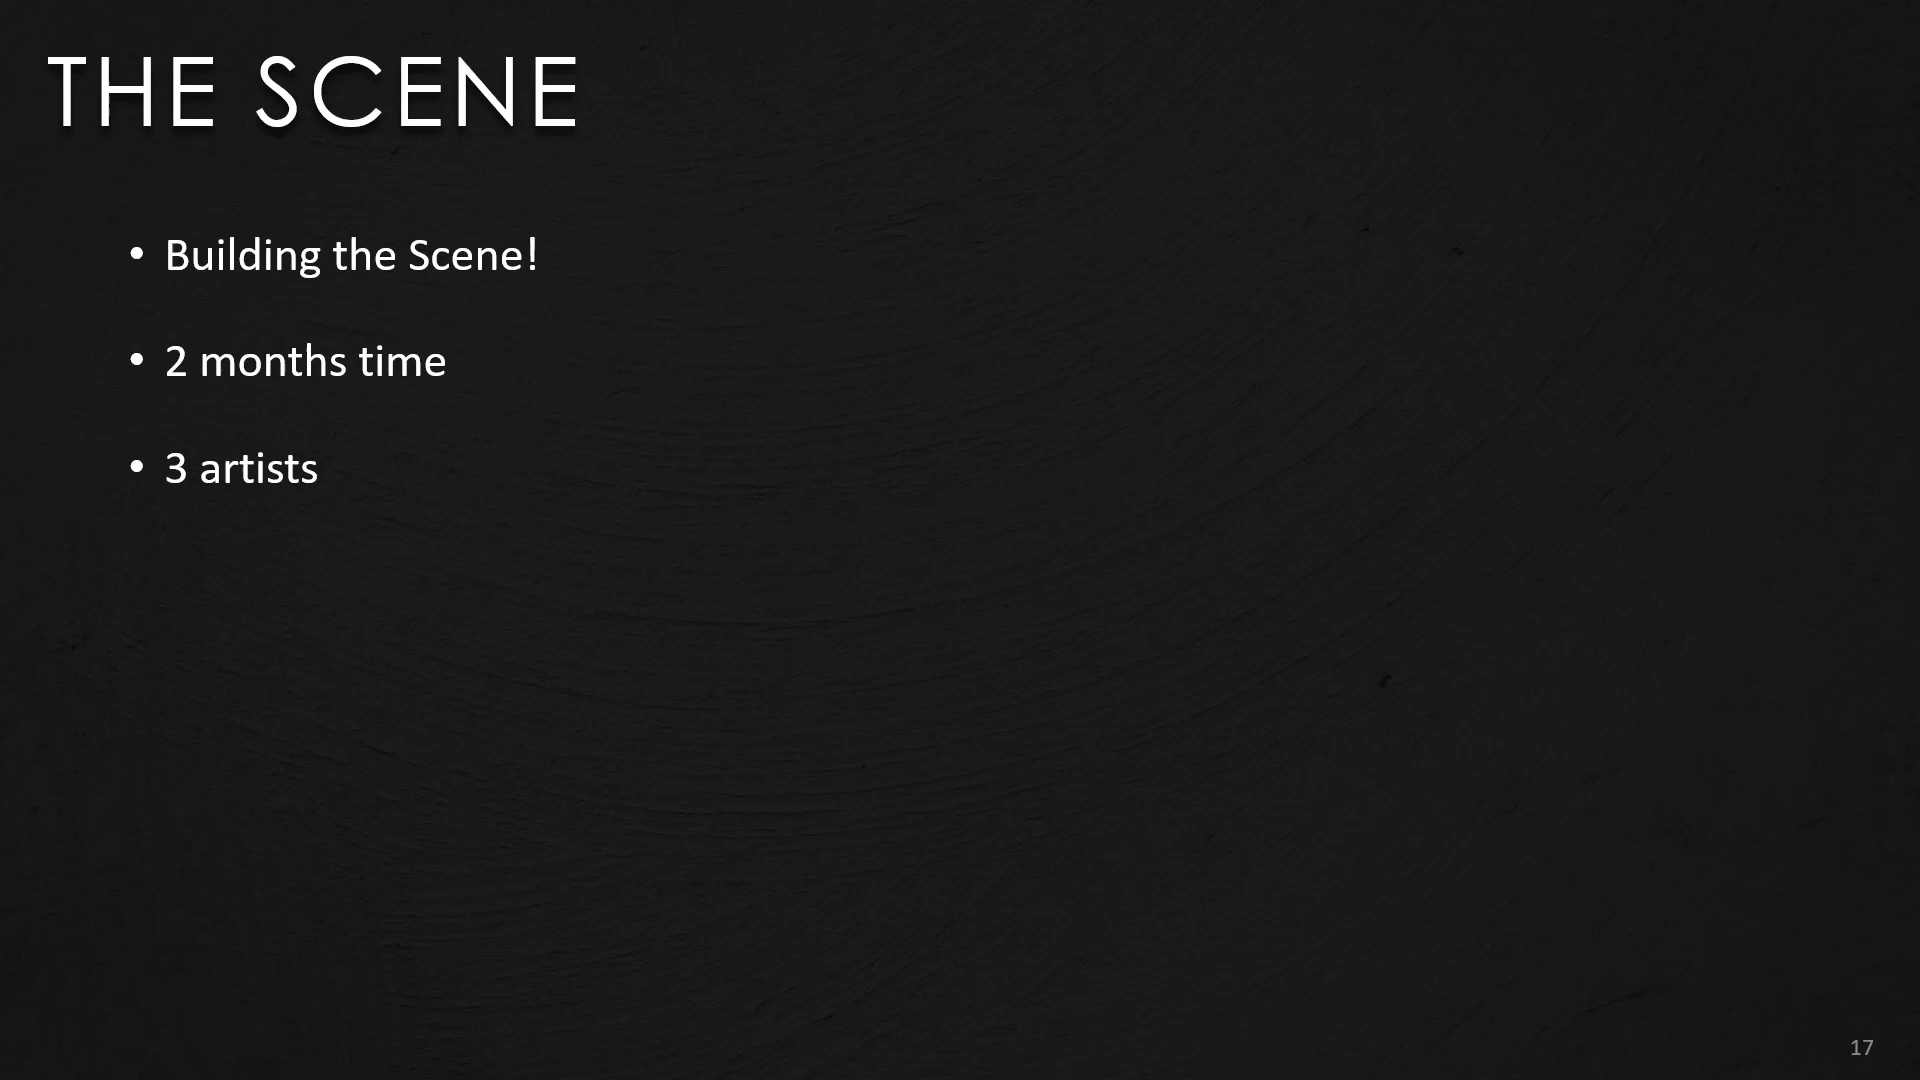 THE SCENE
• Building the Scene!
• 2 months time
• 3 artists
17